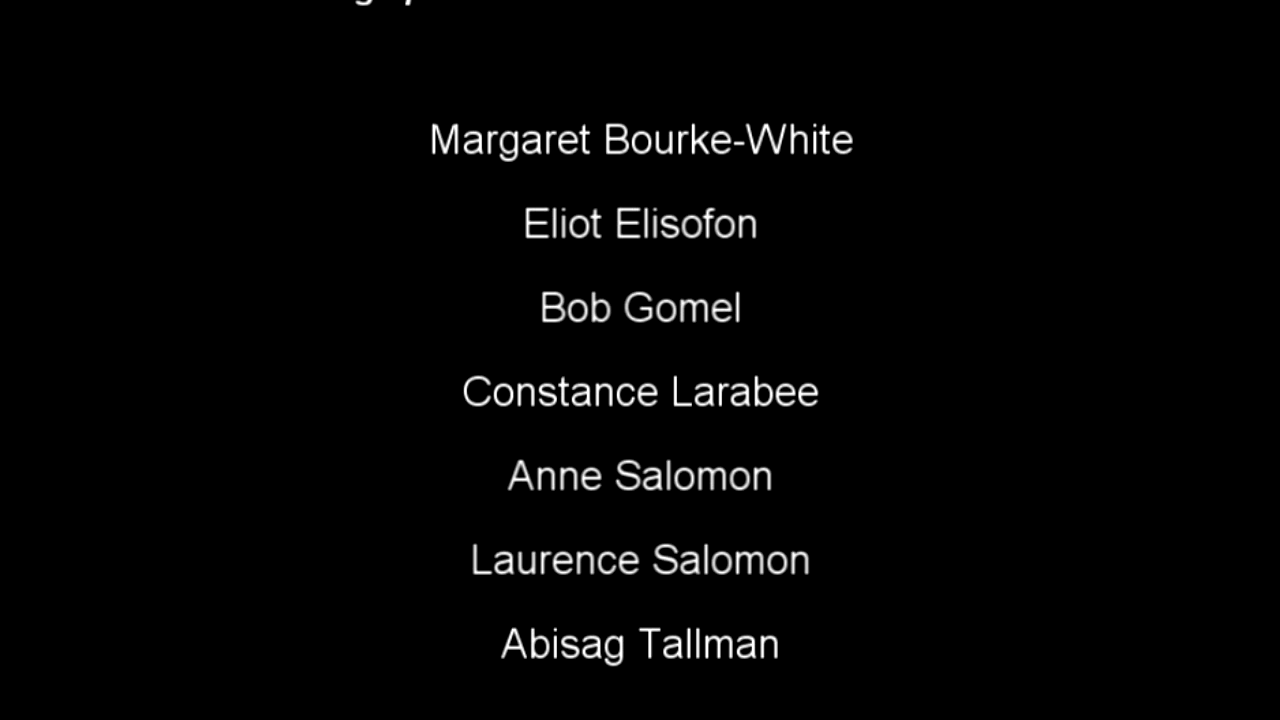 Margaret Bourke-White
Eliot Elisofon
Bob Gomel
Constance Larabee
Anne Salomon
Laurence Salomon
Abisag Tallman